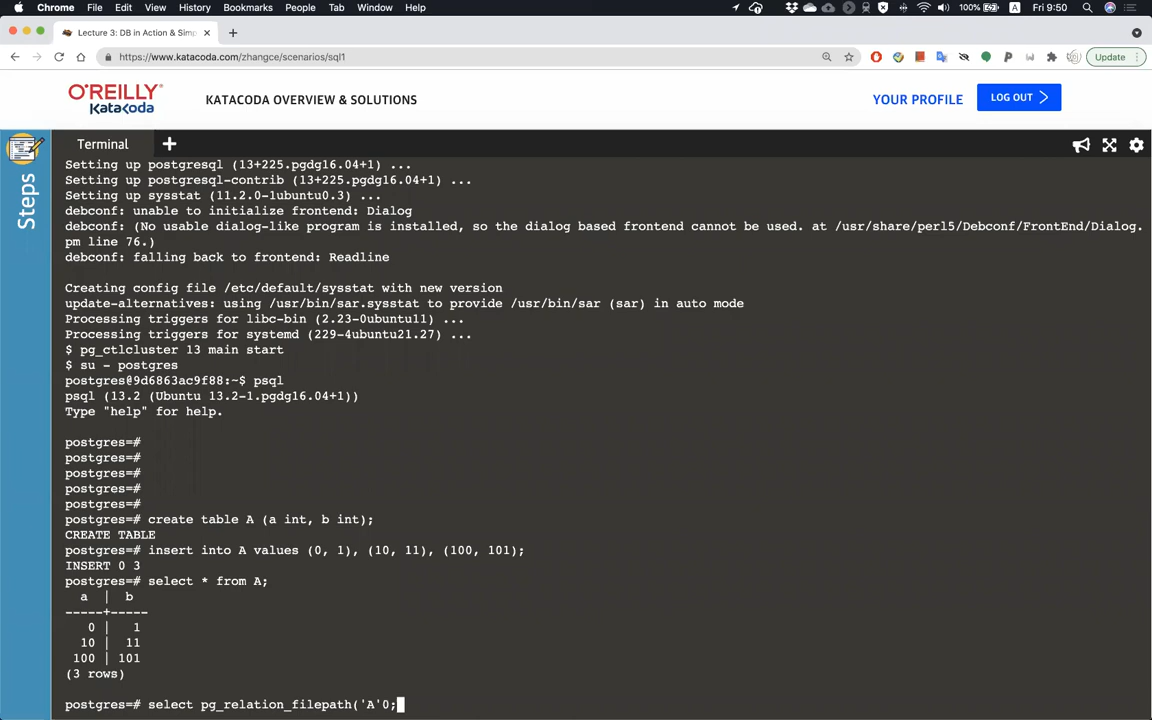 Chrome File Edit View History Bookmarks People Tab Window Help 100% A Fri 9:50
Lecture 3: DB in Action & Simp
https://www.katacoda.com/zhangce/scenarios/sql1
Update
O'REILLY
KataCoda
KATACODA OVERVIEW & SOLUTIONS
YOUR PROFILE
LOG OUT
Steps
Terminal
Setting up postgresql (13+225.pgdg16.04+1) ...
Setting up postgresql-contrib (13+225.pgdg16.04+1) ...
Setting up sysstat (11.2.0-1ubuntu0.3) ...
debconf: unable to initialize frontend: Dialog
debconf: (No usable dialog-like program is installed, so the dialog based frontend cannot be used. at /usr/share/perl5/Debconf/FrontEnd/Dialog.
pm line 76.)
debconf: falling back to frontend: Readline
Creating config file /etc/default/sysstat with new version
update-alternatives: using /usr/bin/sar.sysstat to provide /usr/bin/sar (sar) in auto mode
Processing triggers for libc-bin (2.23-0ubuntu11) ...
Processing triggers for systemd (229-4ubuntu21.27) ...
$ pg_ctlcluster 13 main start
$ su - postgres
postgres@9d6863ac9f88:~$ psql
psql (13.2 (Ubuntu 13.2-1.pgdg16.04+1))
Type "help" for help.
postgres=#
postgres=#
postgres=#
postgres=#
postgres=#
postgres=# create table A (a int, b int);
CREATE TABLE
postgres=# insert into A values (0, 1), (10, 11), (100, 101);
INSERT 0 3
postgres=# select * from A;
a | b
-----+-----
0 | 1
10 | 11
100 | 101
(3 rows)
postgres=# select pg_relation_filepath('A'0;